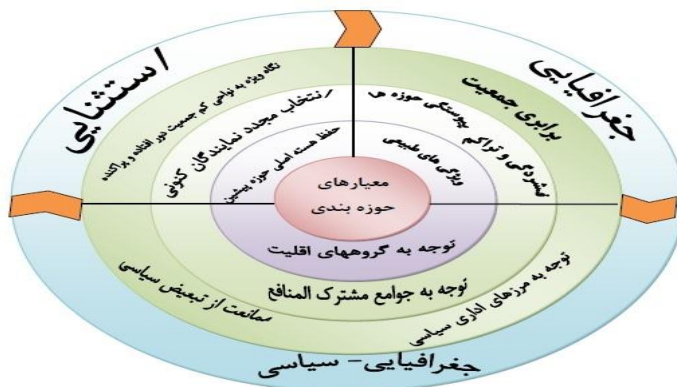 معیارهای
حوزه بندی
جغرافیایی
برابری جمعیت
فشردگی و تراکم پیوستگی حوزه ها
ویژگی های طبیعی
استثنایی
نگاه ویژه به نواحی کم جمعیت دور افتاده و پراکنده
انتخاب مجدد نمایندگان کنونی
حفظ هسته اصلی حوزه پیشین
توجه به گروههای اقلیت
توجه به جوامع مشترک المنافع
ممانعت از تبعیض سیاسی
توجه به مرزهای اداری سیاسی
جغرافیایی- سیاسی